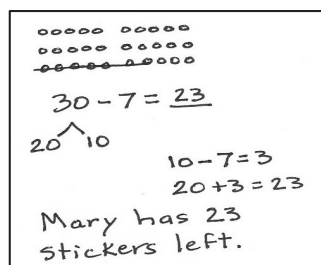 30 - 7 = 23
20 10
10 - 7 = 3
20 + 3 = 23
Mary has 23
stickers left.